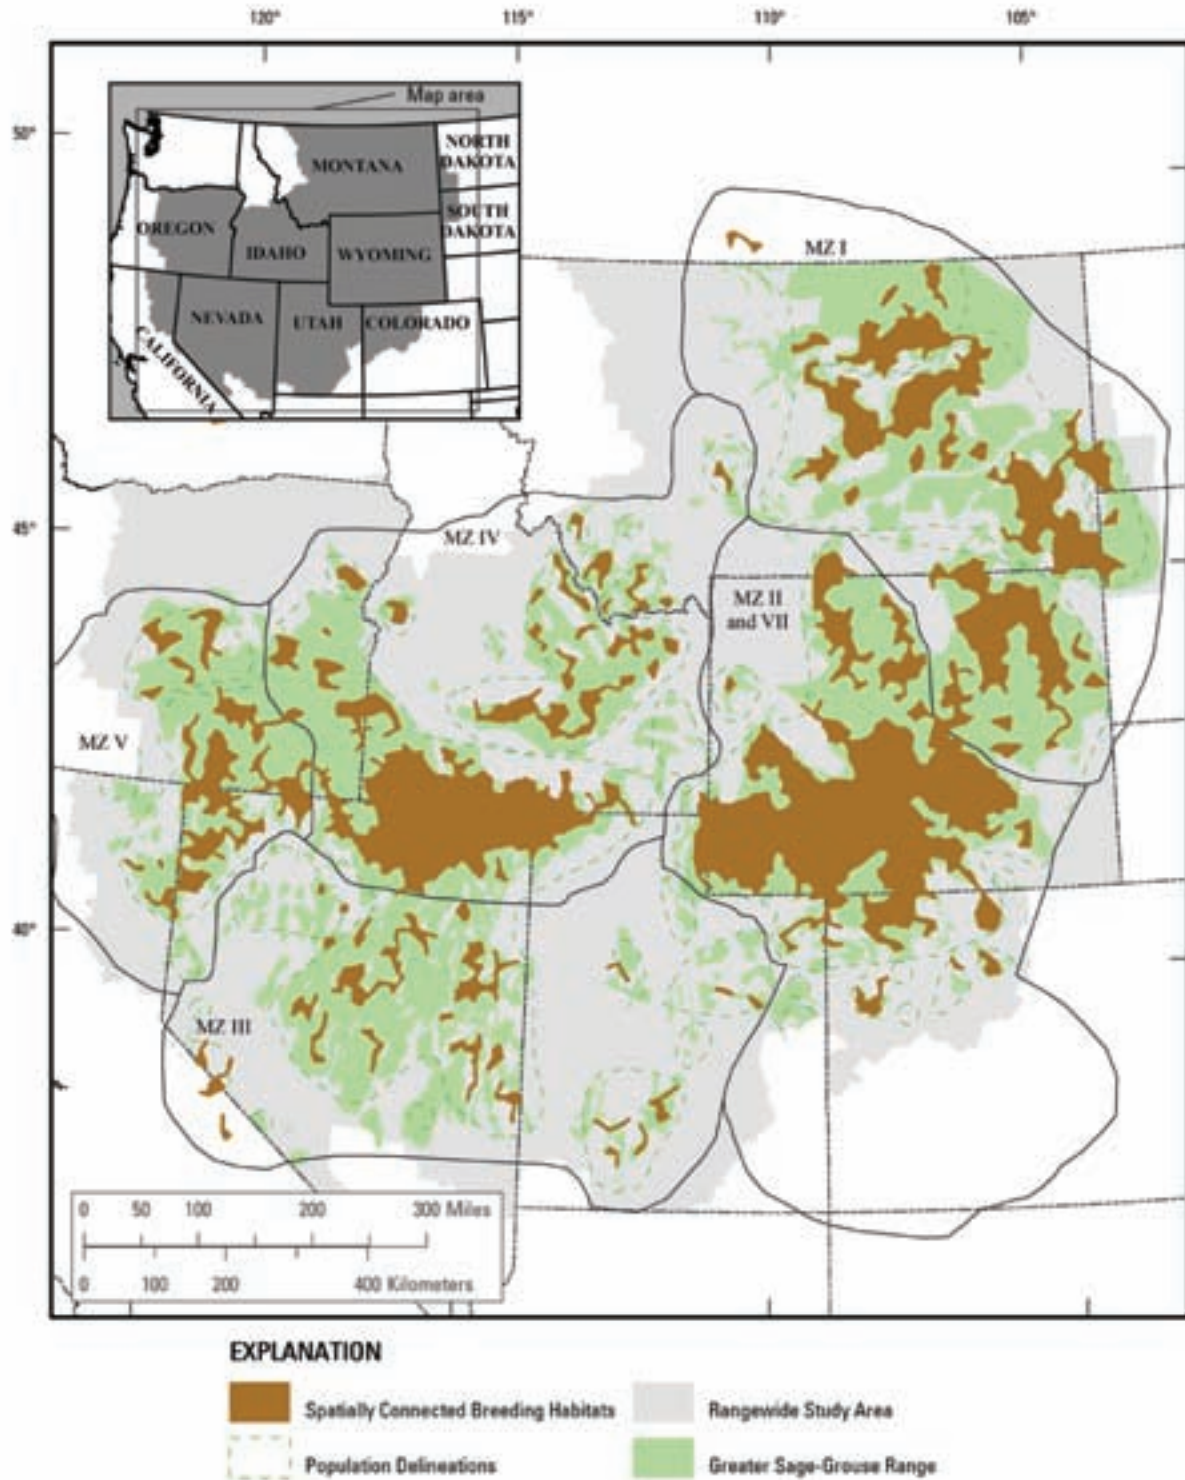 120° 115° 110° 105°
50°
45°
40°
Map area
MONTANA
NORTH
DAKOTA
SOUTH
DAKOTA
OREGON
IDAHO
WYOMING
NEVADA
UTAH
COLORADO
CALIFORNIA
MZ I
MZ IV
MZ II
and VII
MZ V
MZ III
0 50 100 200 300 Miles
0 100 200 400 Kilometers
EXPLANATION
Spatially Connected Breeding Habitats
Rangewide Study Area
Population Delineations
Greater Sage-Grouse Range